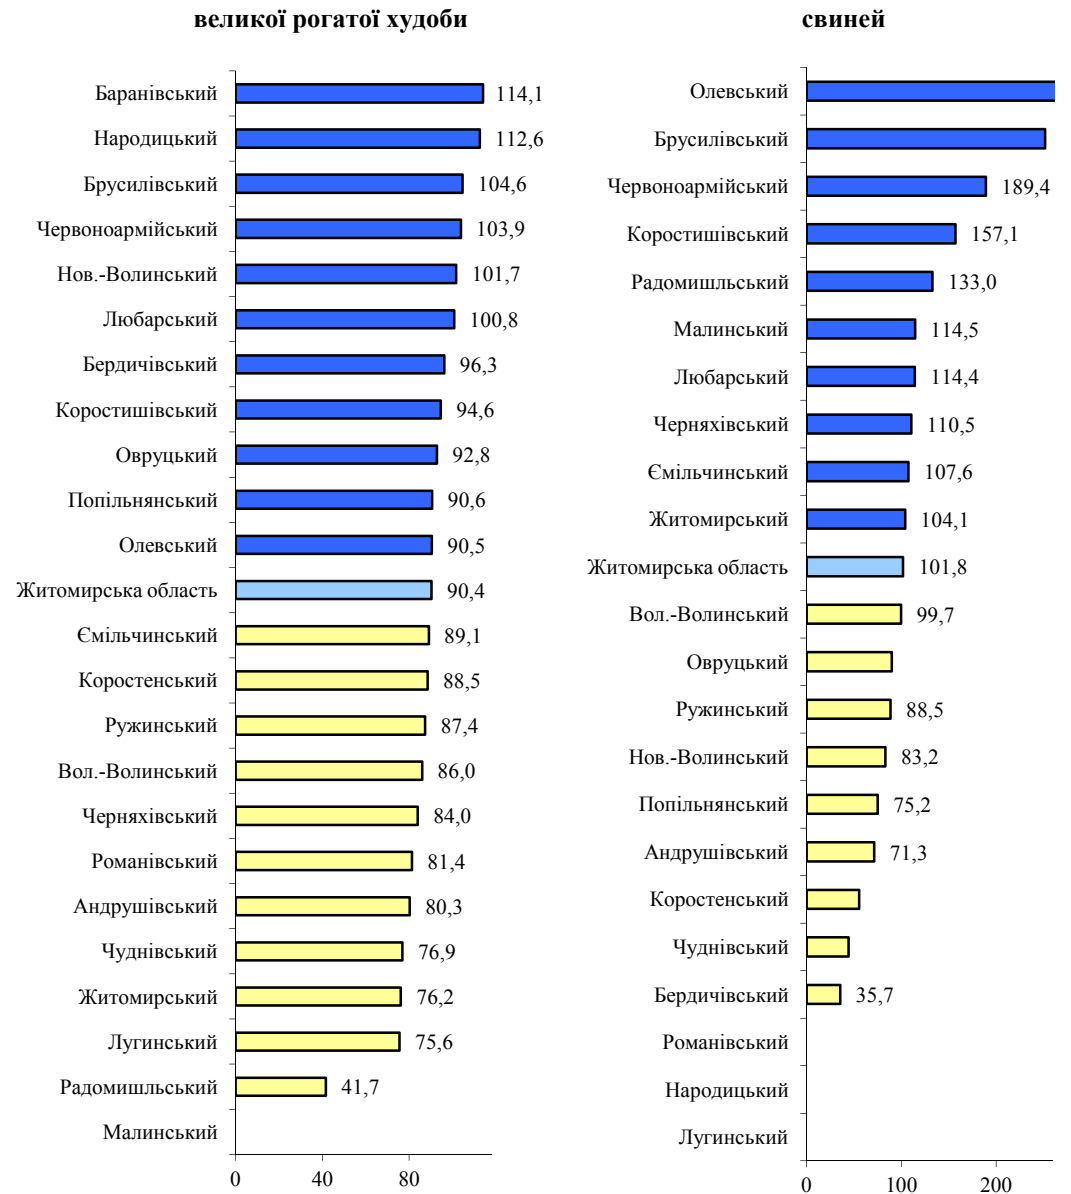 великої рогатої худоби
Баранівський 114,1
Народицький 112,6
Брусилівський 104,6
Червоноармійський 103,9
Нов.-Волинський 101,7
Любарський 100,8
Бердичівський 96,3
Коростишівський 94,6
Овруцький 92,8
Попільнянський 90,6
Олевський 90,5
Житомирська область 90,4
Ємільчинський 89,1
Коростенський 88,5
Ружинський 87,4
Вол.-Волинський 86,0
Черняхівський 84,0
Романівський 81,4
Андрушівський 80,3
Чуднівський 76,9
Житомирський 76,2
Лугинський 75,6
Радомишльський 41,7
Малинський
0 40 80
свиней
Олевський
Брусилівський
Червоноармійський 189,4
Коростишівський 157,1
Радомишльський 133,0
Малинський 114,5
Любарський 114,4
Черняхівський 110,5
Ємільчинський 107,6
Житомирський 104,1
Житомирська область 101,8
Вол.-Волинський 99,7
Овруцький
Ружинський 88,5
Нов.-Волинський 83,2
Попільнянський 75,2
Андрушівський 71,3
Коростенський
Чуднівський
Бердичівський 35,7
Романівський
Народицький
Лугинський
0 100 200